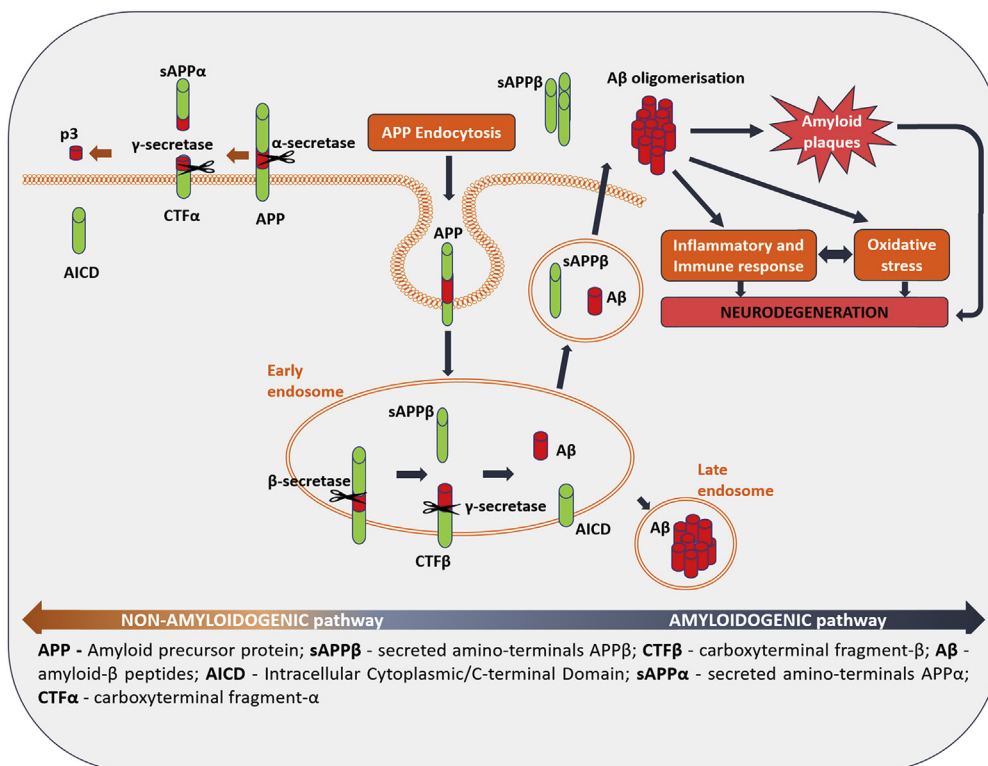 sAPPα
p3
γ-secretase
α-secretase
CTFα
APP
AICD
APP Endocytosis
APP
sAPPβ
Aβ oligomerisation
Amyloid
plaques
Inflammatory and
Immune response
Oxidative
stress
NEURODEGENERATION
sAPPβ
Aβ
Early
endosome
sAPPβ
Aβ
β-secretase
γ-secretase
AICD
CTFβ
Late
endosome
Aβ
NON-AMYLOIDOGENIC pathway
AMYLOIDOGENIC pathway
APP - Amyloid precursor protein; sAPPβ - secreted amino-terminals APPβ; CTFβ - carboxyterminal fragment-β; Aβ -
amyloid-β peptides; AICD - Intracellular Cytoplasmic/C-terminal Domain; sAPPα - secreted amino-terminals APPα;
CTFα - carboxyterminal fragment-α